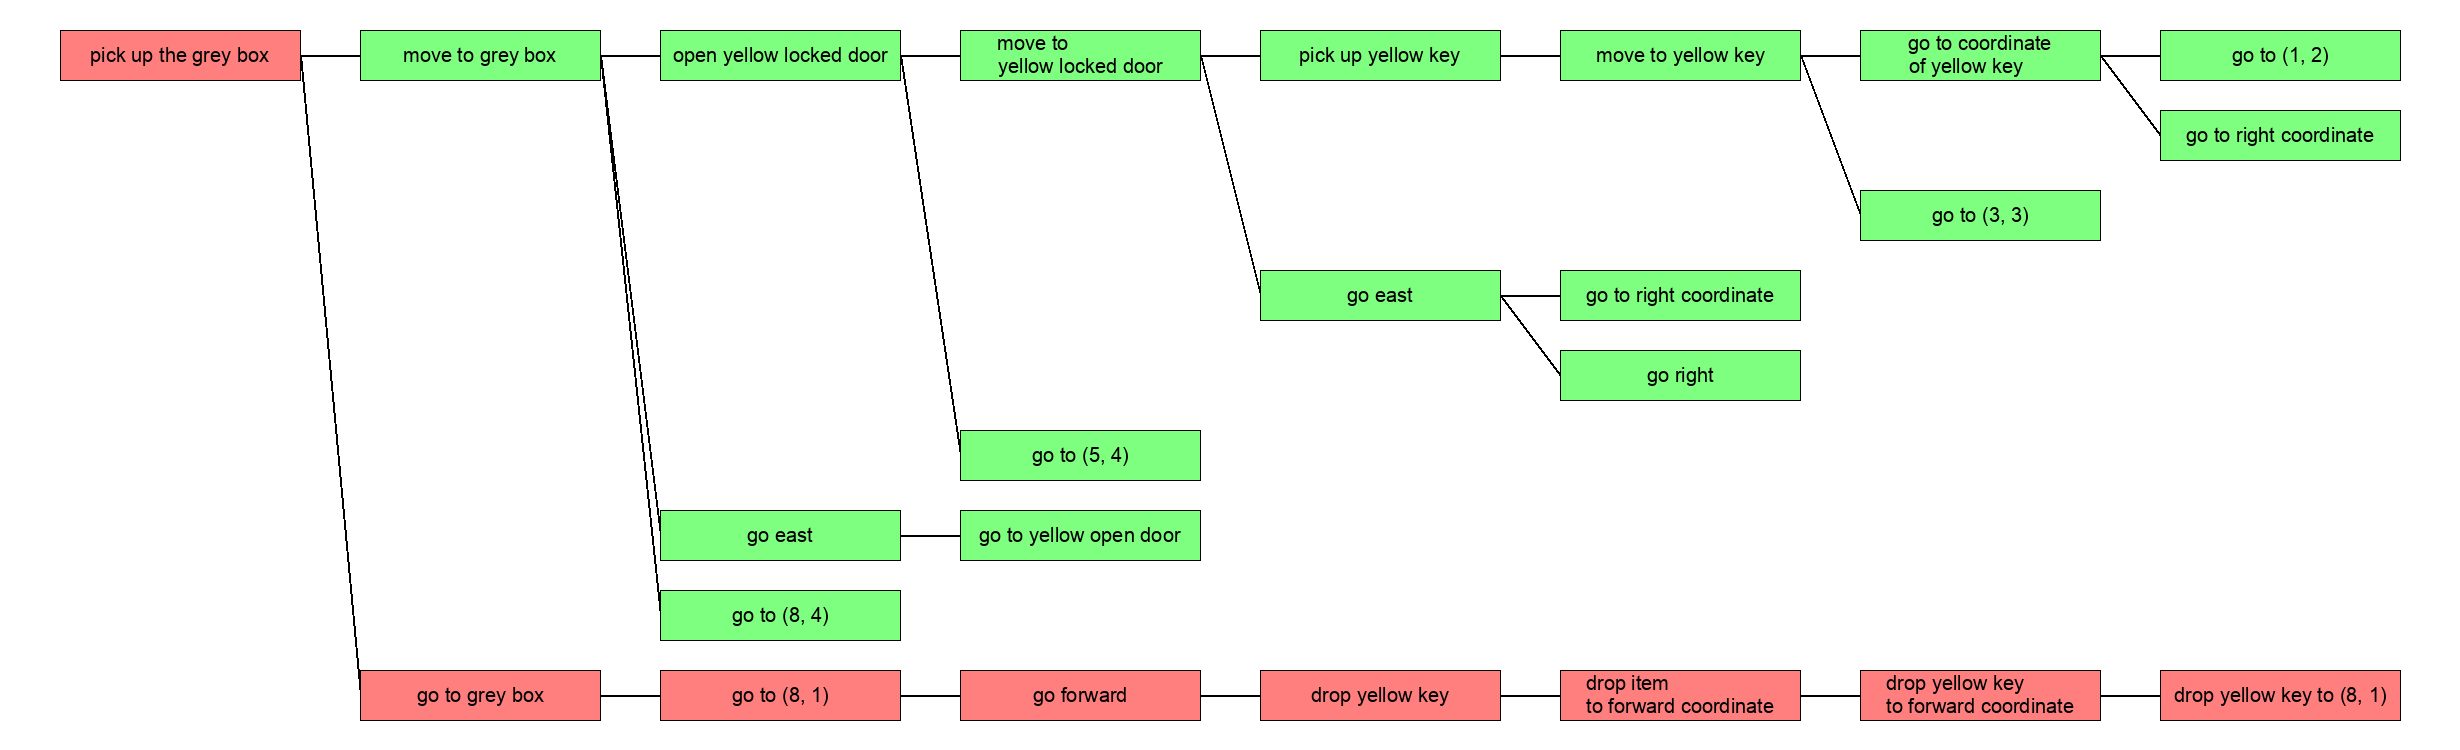 pick up the grey box
move to grey box
open yellow locked door
move to
yellow locked door
pick up yellow key
move to yellow key
go to coordinate
of yellow key
go to (1, 2)
go to right coordinate
go to (3, 3)
go east
go to right coordinate
go right
go to (5, 4)
go east
go to yellow open door
go to (8, 4)
go to grey box
go to (8, 1)
go forward
drop yellow key
drop item
to forward coordinate
drop yellow key
to forward coordinate
drop yellow key to (8, 1)